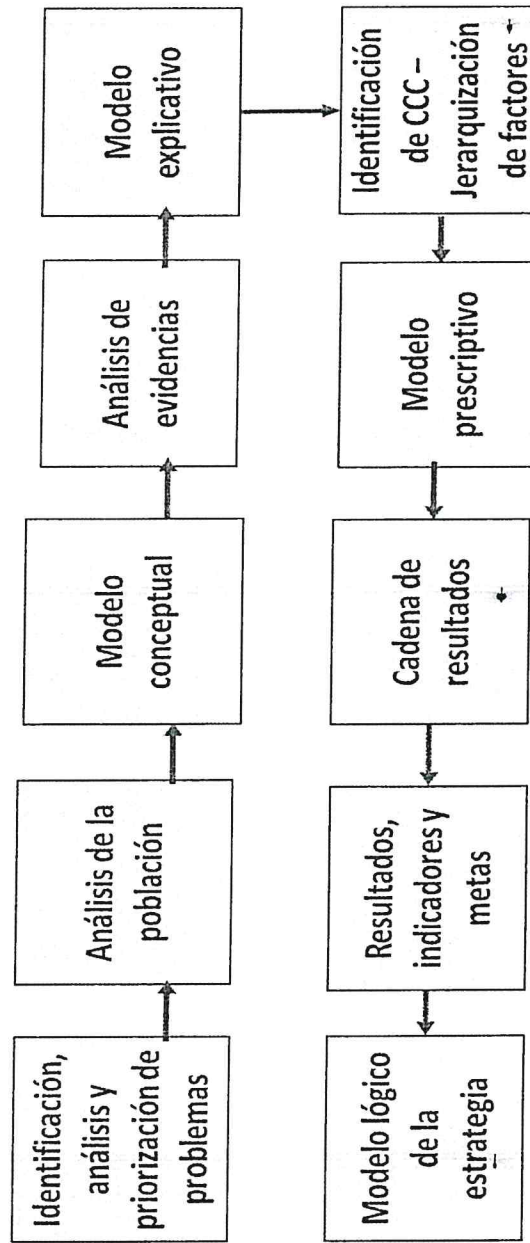 Identificación,
análisis y
priorización de
problemas
Análisis de la
población
Modelo
conceptual
Análisis de
evidencias
Modelo
explicativo
Identificación
de CCC –
Jerarquización
de factores
Modelo
prescriptivo
Cadena de
resultados
Resultados,
indicadores y
metas
Modelo lógico
de la
estrategia